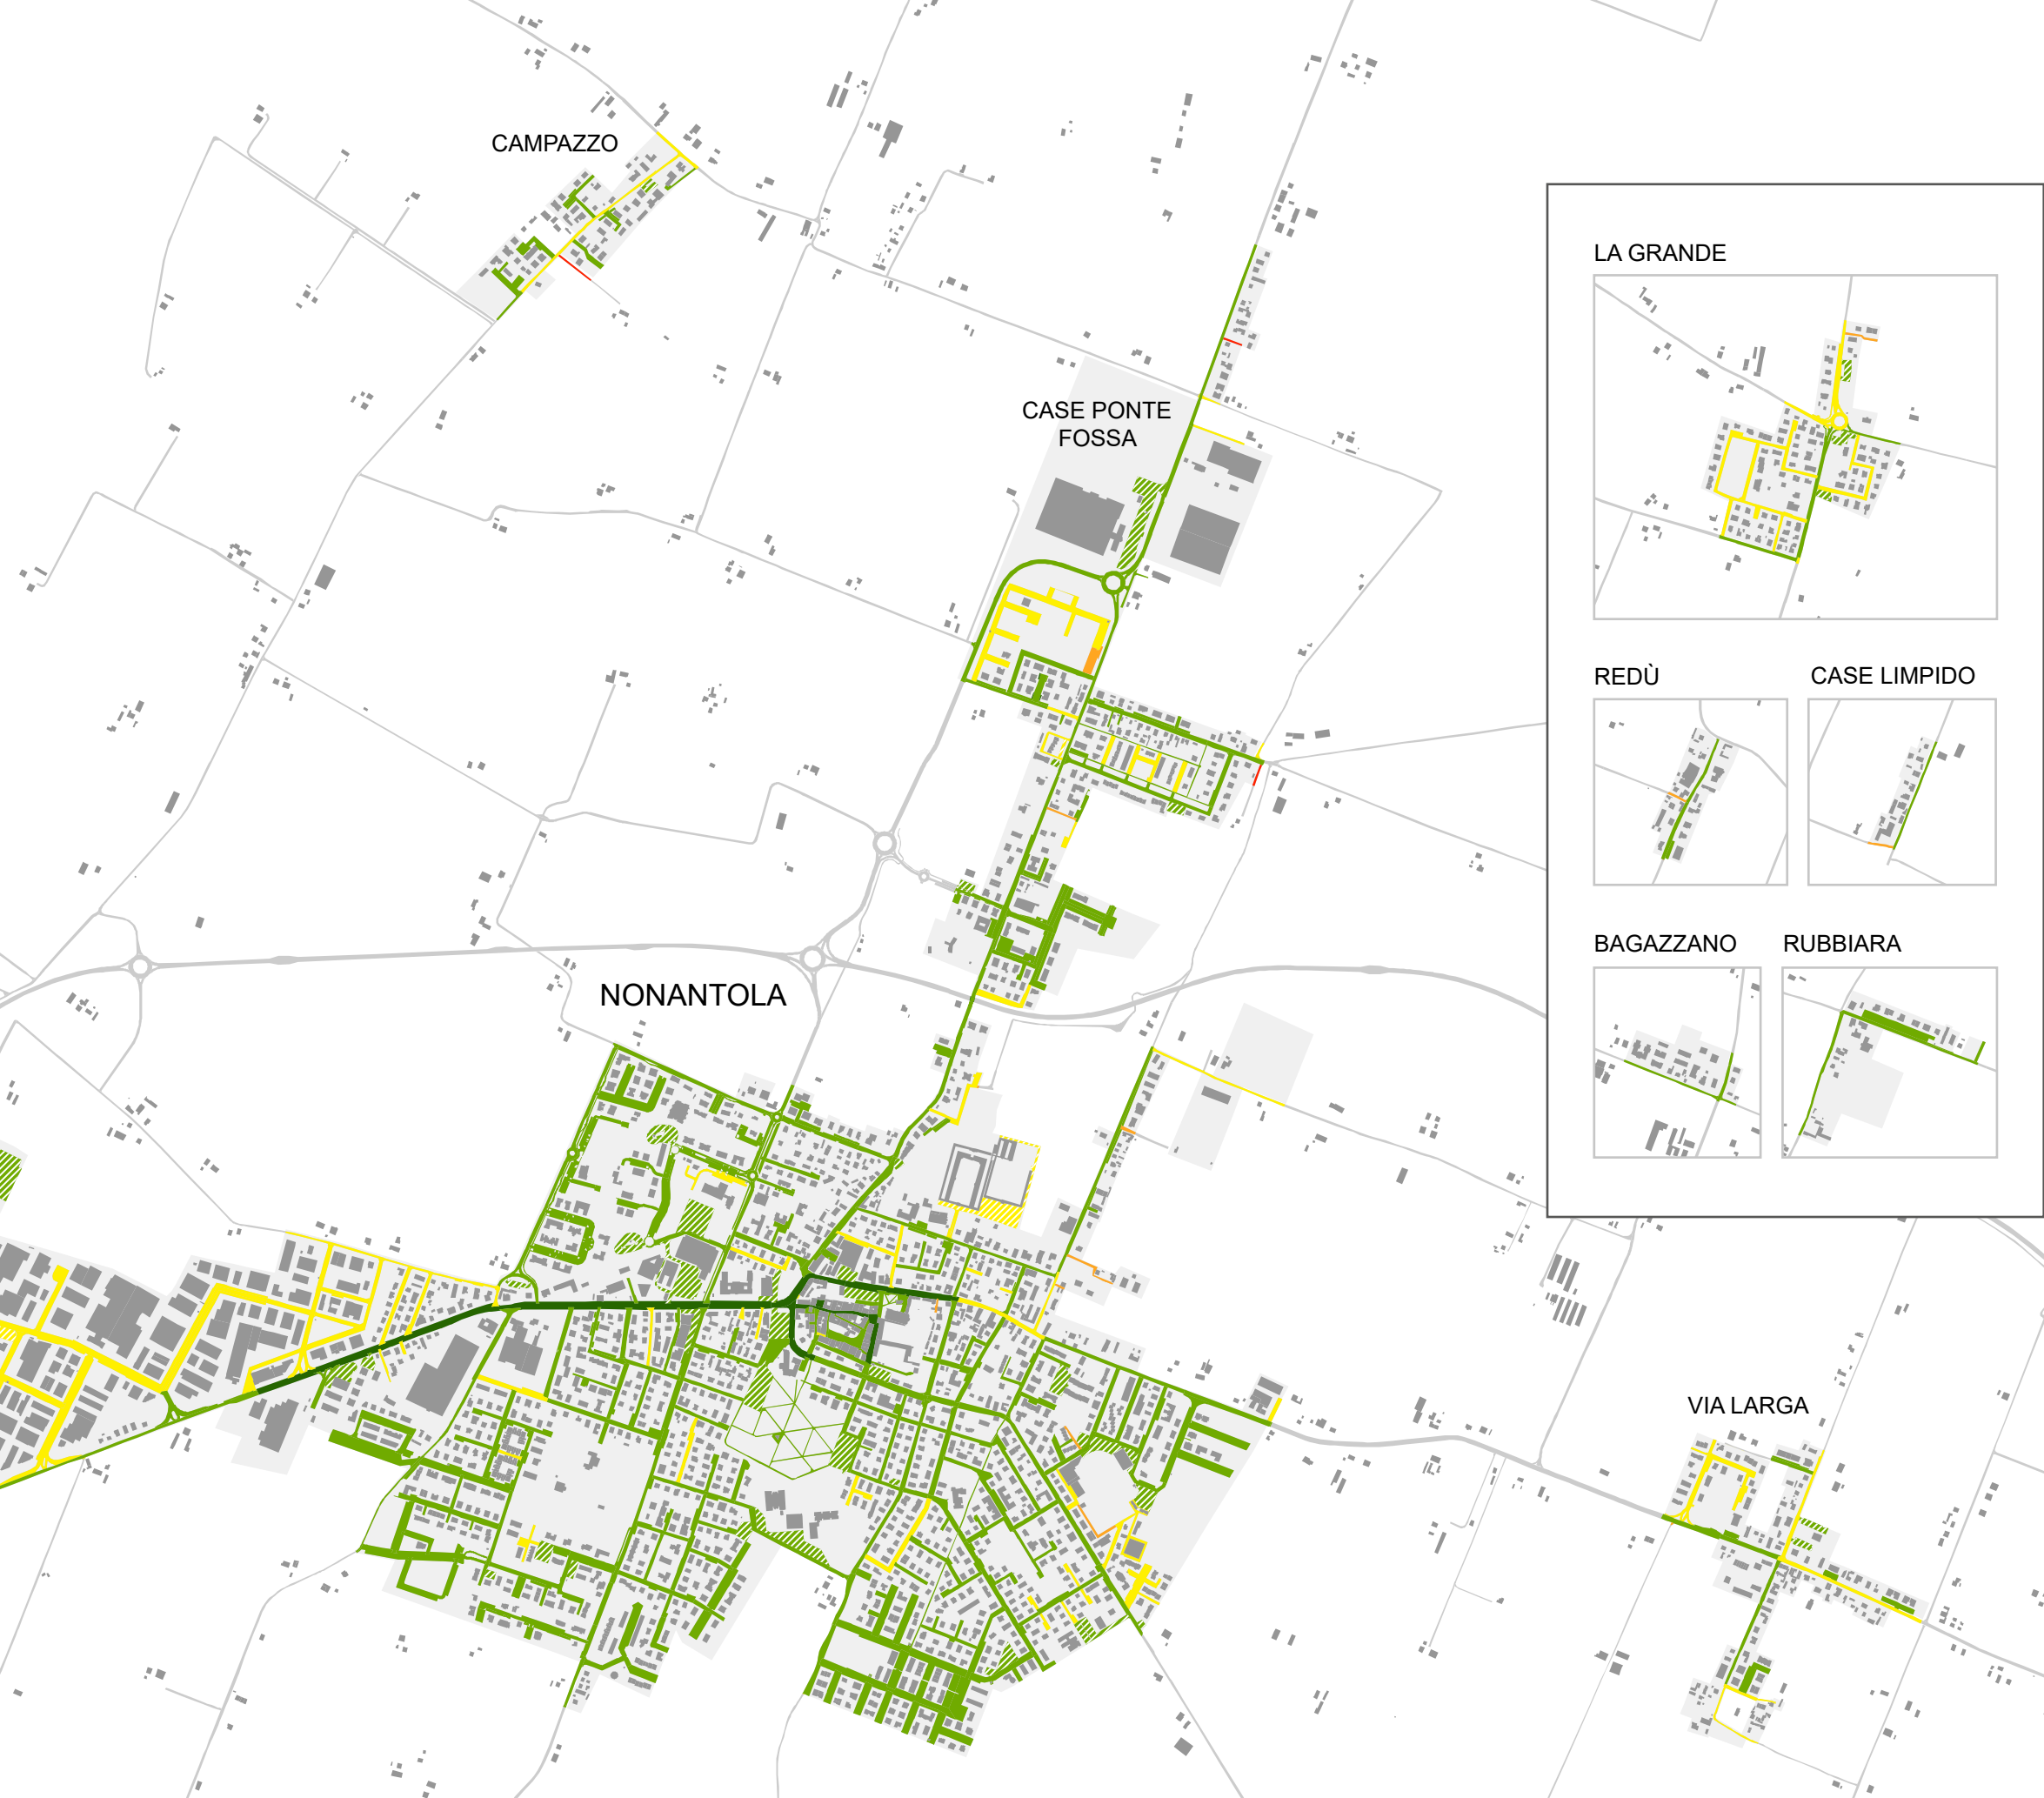 CAMPAZZO
LA GRANDE
CASE PONTE
FOSSA
REDÙ
CASE LIMPIDO
BAGAZZANO
RUBBIARA
NONANTOLA
VIA LARGA